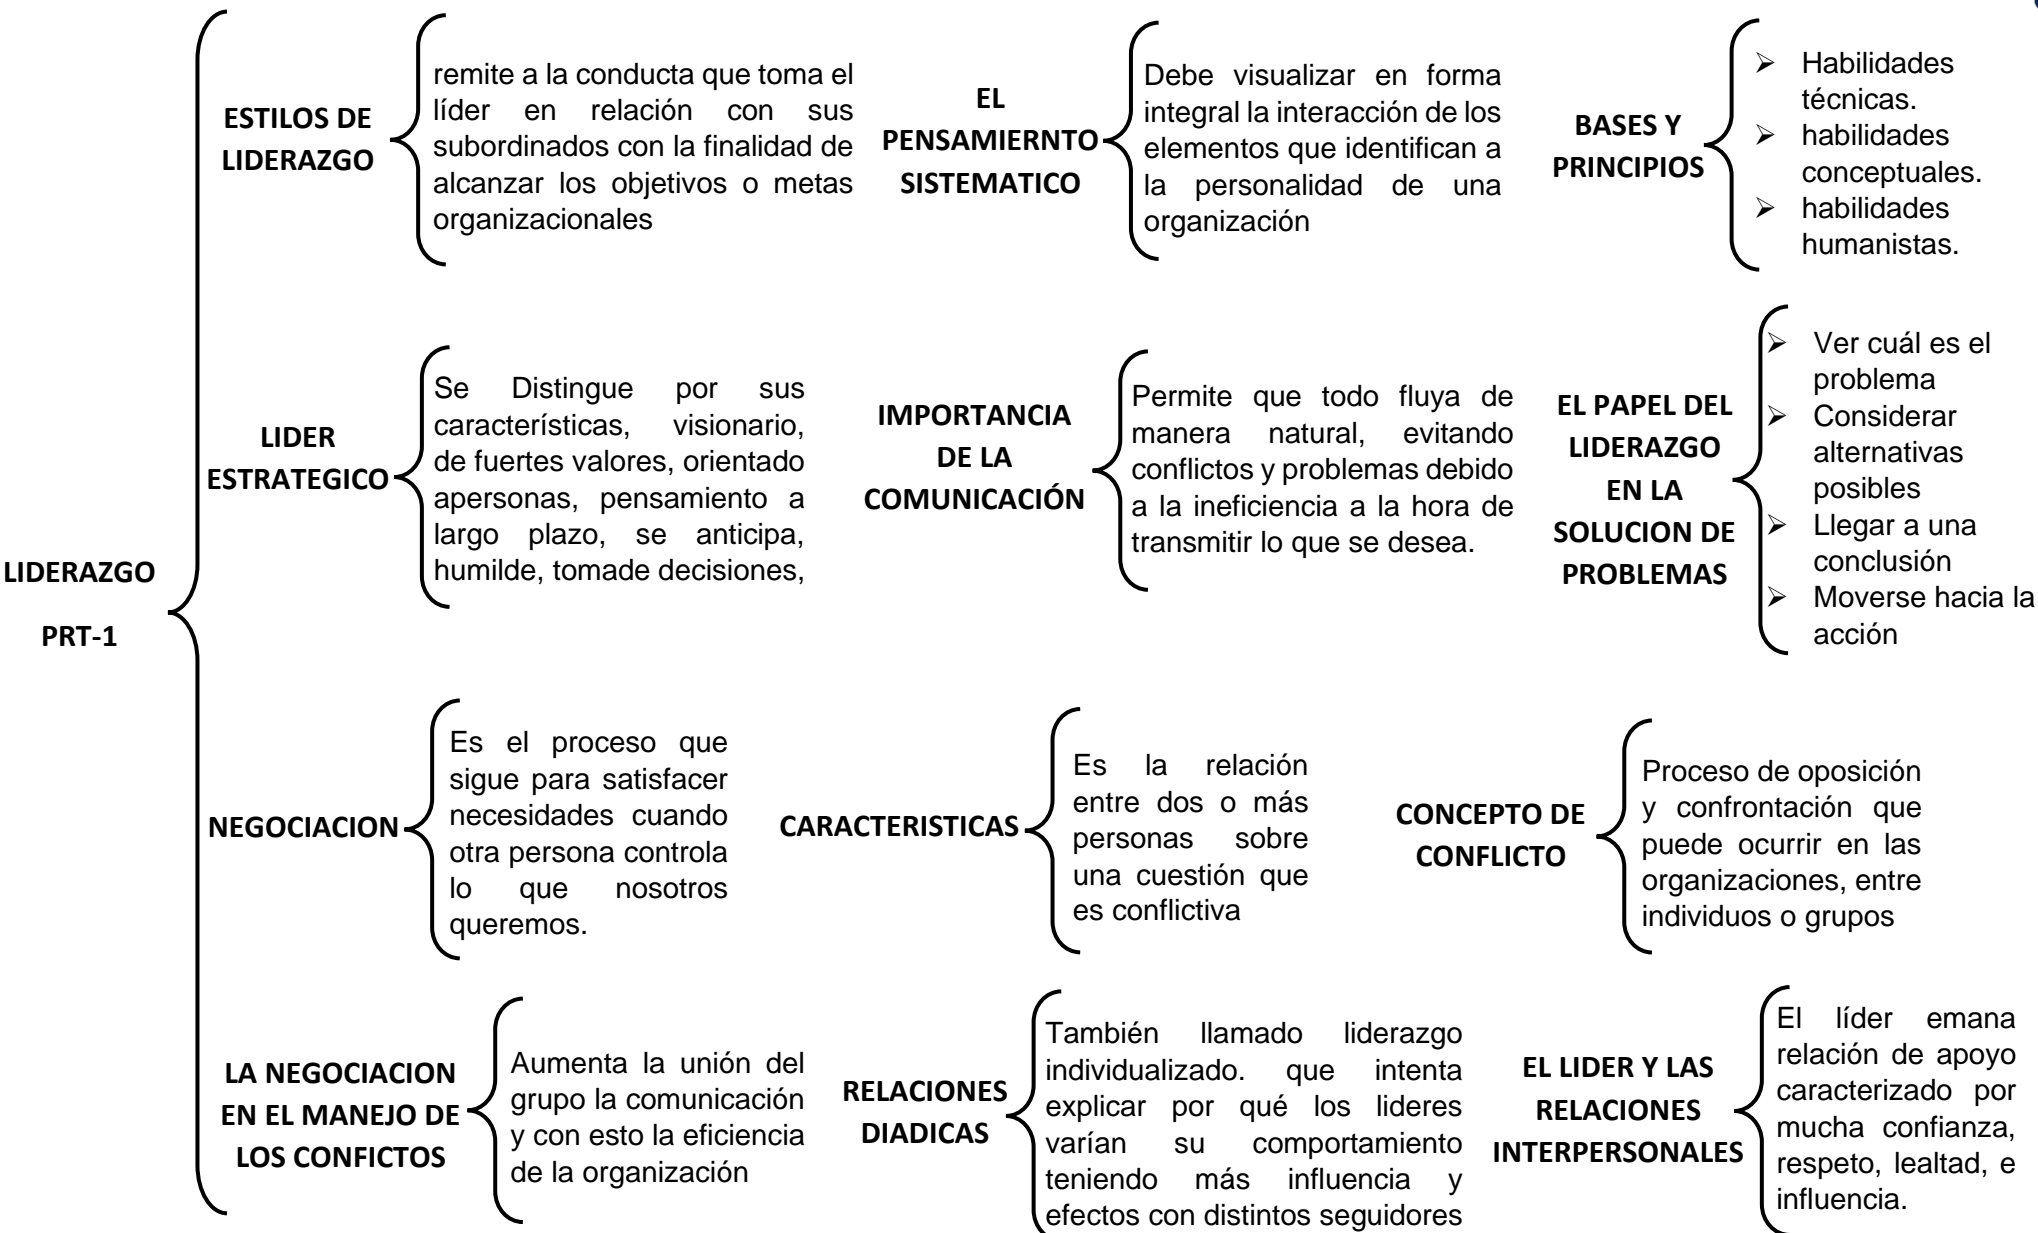 LIDERAZGO
PRT-1
ESTILOS DE
LIDERAZGO
remite a la conducta que toma el
líder en relación con sus
subordinados con la finalidad de
alcanzar los objetivos o metas
organizacionales
EL
PENSAMIERNTO
SISTEMATICO
Debe visualizar en forma
integral la interacción de los
elementos que identifican a
la personalidad de una
organización
BASES Y
PRINCIPIOS
➢ Habilidades
técnicas.
➢ habilidades
conceptuales.
➢ habilidades
humanistas.
LIDER
ESTRATEGICO
Se Distingue por sus
características, visionario,
de fuertes valores, orientado
apersonas, pensamiento a
largo plazo, se anticipa,
humilde, tomade decisiones,
IMPORTANCIA
DE LA
COMUNICACIÓN
Permite que todo fluya de
manera natural, evitando
conflictos y problemas debido
a la ineficiencia a la hora de
transmitir lo que se desea.
EL PAPEL DEL
LIDERAZGO
EN LA
SOLUCION DE
PROBLEMAS
➢ Ver cuál es el
problema
➢ Considerar
alternativas
posibles
➢ Llegar a una
conclusión
➢ Moverse hacia la
acción
NEGOCIACION
Es el proceso que
sigue para satisfacer
necesidades cuando
otra persona controla
lo que nosotros
queremos.
CARACTERISTICAS
Es la relación
entre dos o más
personas sobre
una cuestión que
es conflictiva
CONCEPTO DE
CONFLICTO
Proceso de oposición
y confrontación que
puede ocurrir en las
organizaciones, entre
individuos o grupos
LA NEGOCIACION
EN EL MANEJO DE
LOS CONFICTOS
Aumenta la unión del
grupo la comunicación
y con esto la eficiencia
de la organización
RELACIONES
DIADICAS
También llamado liderazgo
individualizado. que intenta
explicar por qué los lideres
varían su comportamiento
teniendo más influencia y
efectos con distintos seguidores
EL LIDER Y LAS
RELACIONES
INTERPERSONALES
El líder emana
relación de apoyo
caracterizado por
mucha confianza,
respeto, lealtad, e
influencia.